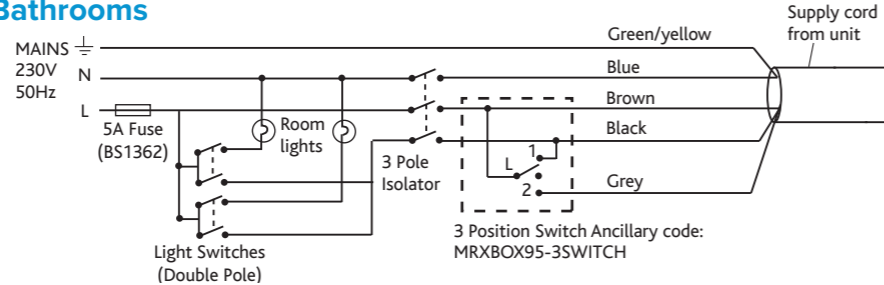 Bathrooms
Supply cord
from unit
MAINS
230V
50Hz
N
L
5A Fuse
(BS1362)
Room
lights
Light Switches
(Double Pole)
3 Pole
Isolator
Green/yellow
Blue
Brown
Black
Grey
1
L
2
3 Position Switch Ancillary code:
MRXBOX95-3SWITCH